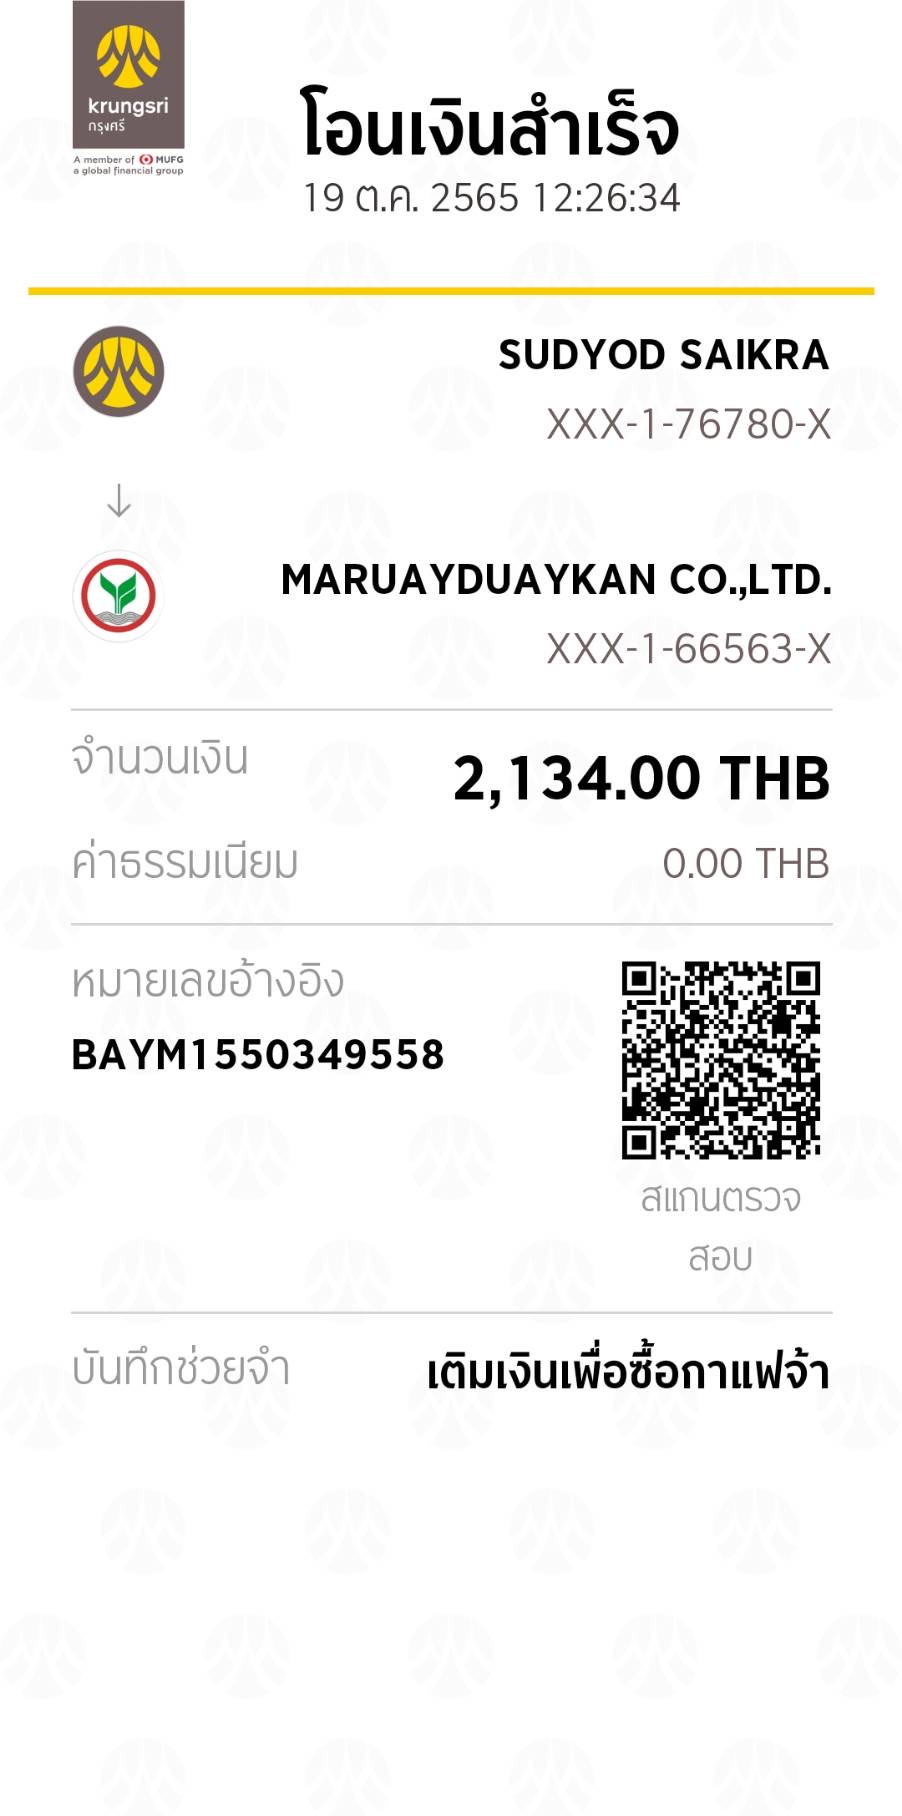 krungsri
กรุงศรี
A member of MUFG
a global financial group
โอนเงินสำเร็จ
19 ต.ค. 2565 12:26:34
SUDYOD SAIKRA
XXX-1-76780-X
MARUAYDUAYKAN CO.,LTD.
XXX-1-66563-X
จำนวนเงิน 2,134.00 THB
ค่าธรรมเนียม 0.00 THB
หมายเลขอ้างอิง
BAYM1550349558
สแกนตรวจ
สอบ
บันทึกช่วยจำ เติมเงินเพื่อซื้อกาแฟจ้า